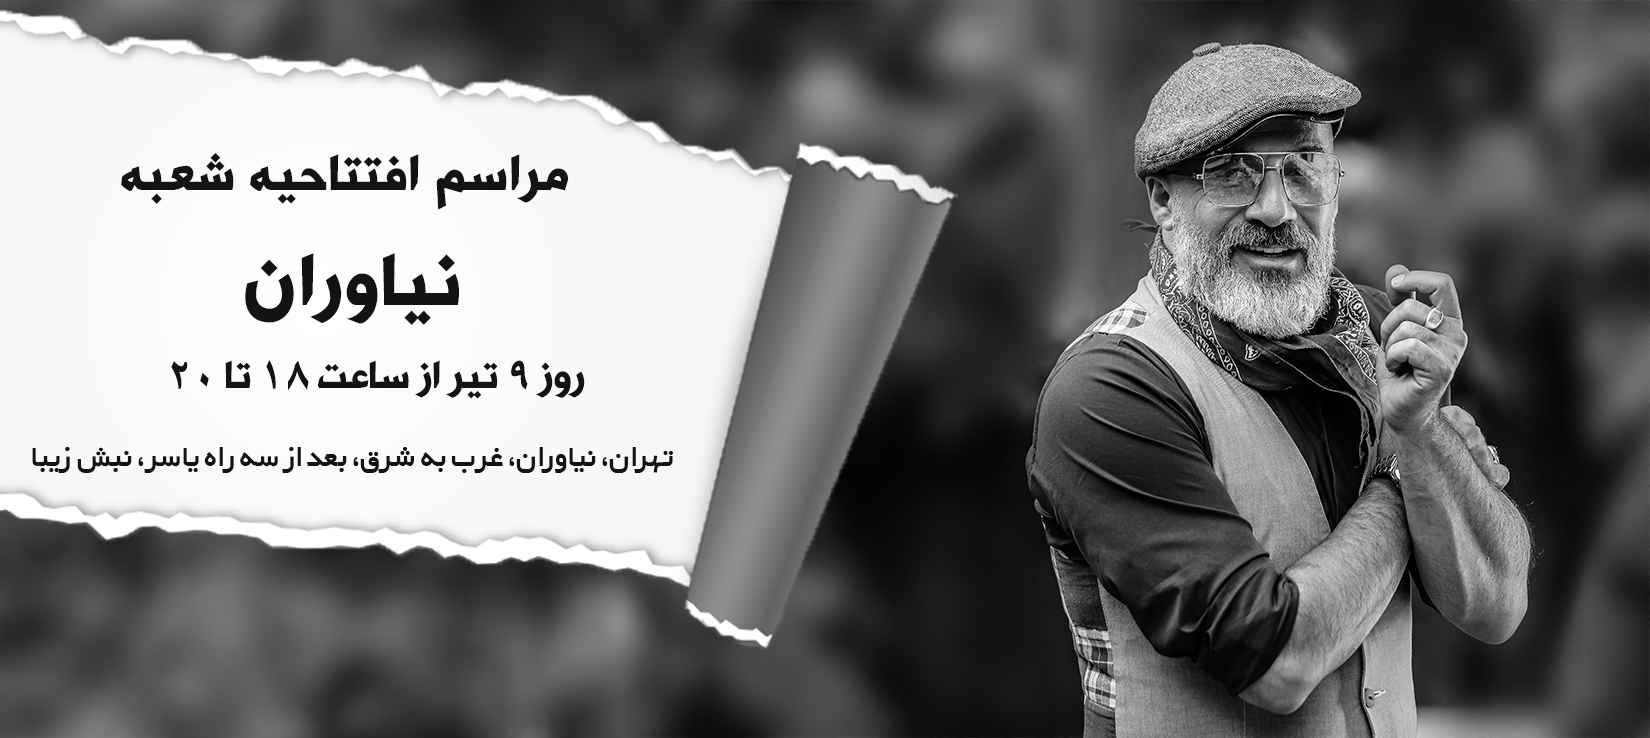 مراسم افتتاحیه شعبه
نیاوران
روز ۹ تیر از ساعت ۱۸ تا ۲۰
تهران، نیاوران، غرب به شرق، بعد از سه راه یاسر، نبش زیبا